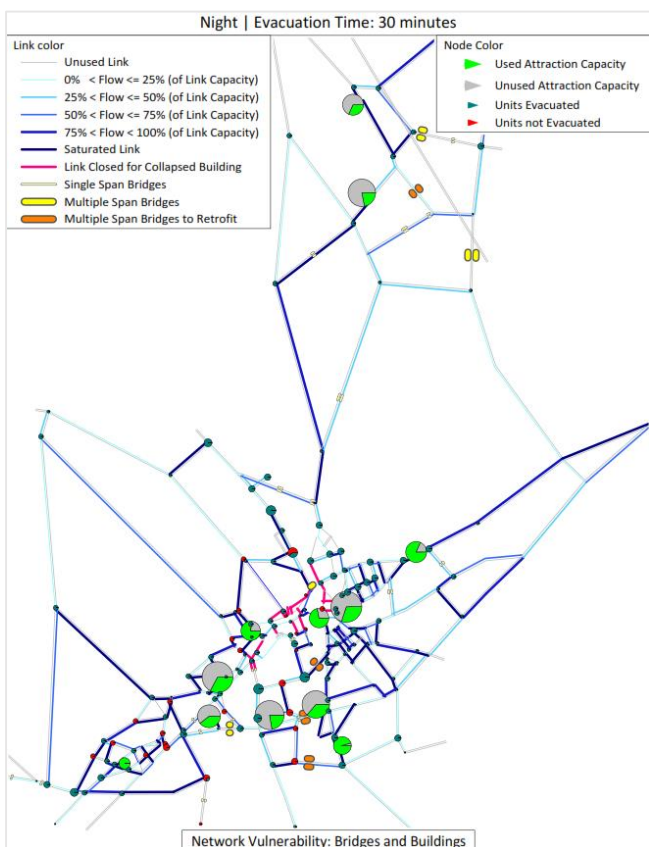 Night | Evacuation Time: 30 minutes
Link color
Unused Link
0% < Flow <= 25% (of Link Capacity)
25% < Flow <= 50% (of Link Capacity)
50% < Flow <= 75% (of Link Capacity)
75% < Flow < 100% (of Link Capacity)
Saturated Link
Link Closed for Collapsed Building
Single Span Bridges
Multiple Span Bridges
Multiple Span Bridges to Retrofit
Node Color
Used Attraction Capacity
Unused Attraction Capacity
Units Evacuated
Units not Evacuated
Network Vulnerability: Bridges and Buildings